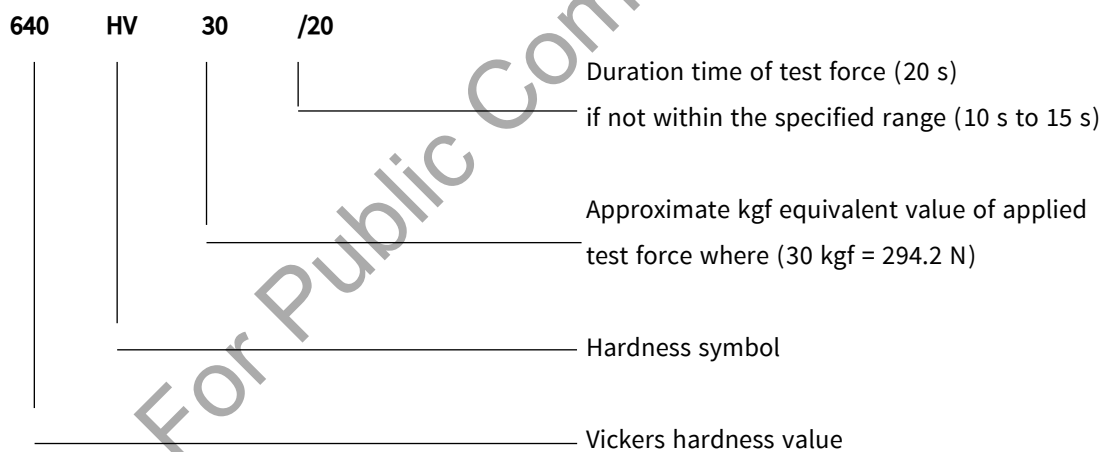 640 HV 30 /20
Duration time of test force (20 s)
if not within the specified range (10 s to 15 s)
Approximate kgf equivalent value of applied
test force where (30 kgf = 294.2 N)
Hardness symbol
Vickers hardness value
For Public Com